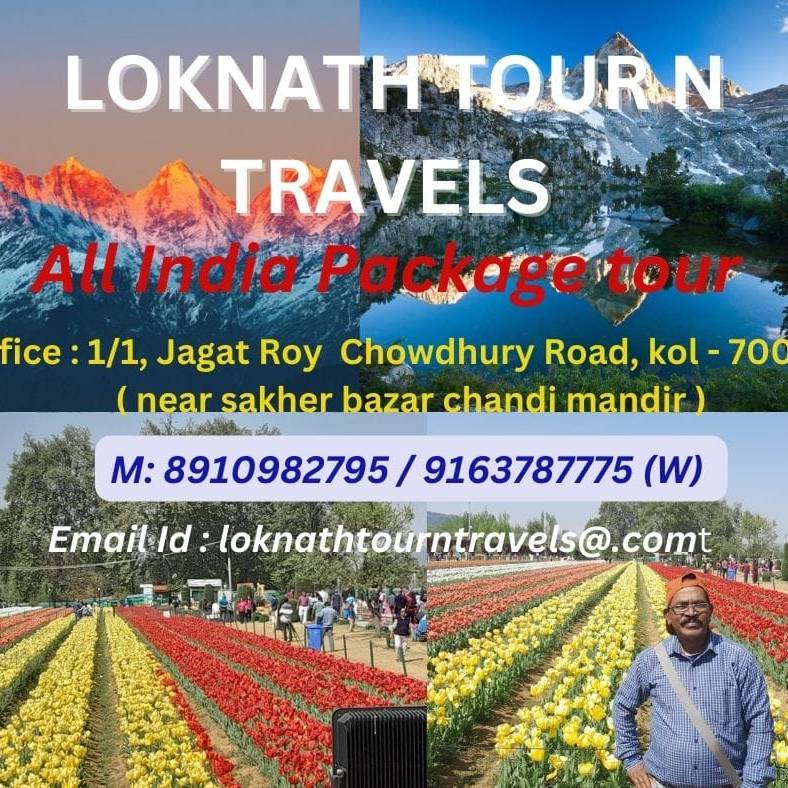 LOKNATH TOUR N
TRAVELS
All India Package tour
fice : 1/1, Jagat Roy Chowdhury Road, kol - 700
( near sakher bazar chandi mandir )
M: 8910982795 / 9163787775 (W)
Email Id : loknathtourntravels@.comt